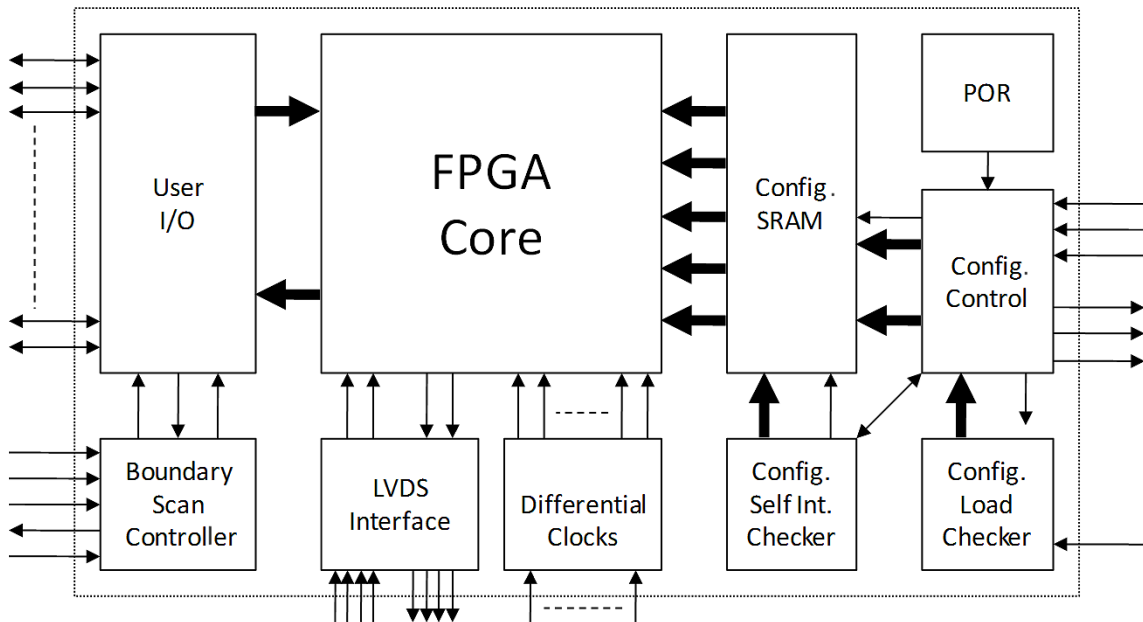 User
I/O
FPGA
Core
Config.
SRAM
POR
Config.
Control
Boundary
Scan
Controller
LVDS
Interface
Differential
Clocks
Config.
Self Int.
Checker
Config.
Load
Checker